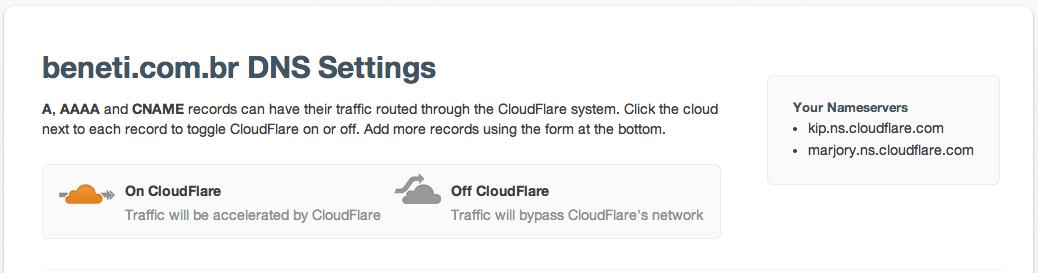 beneti.com.br DNS Settings
A, AAAA and CNAME records can have their traffic routed through the CloudFlare system. Click the cloud
next to each record to toggle CloudFlare on or off. Add more records using the form at the bottom.
On CloudFlare
Traffic will be accelerated by CloudFlare
Off CloudFlare
Traffic will bypass CloudFlare's network
Your Nameservers
• kip.ns.cloudflare.com
• marjory.ns.cloudflare.com